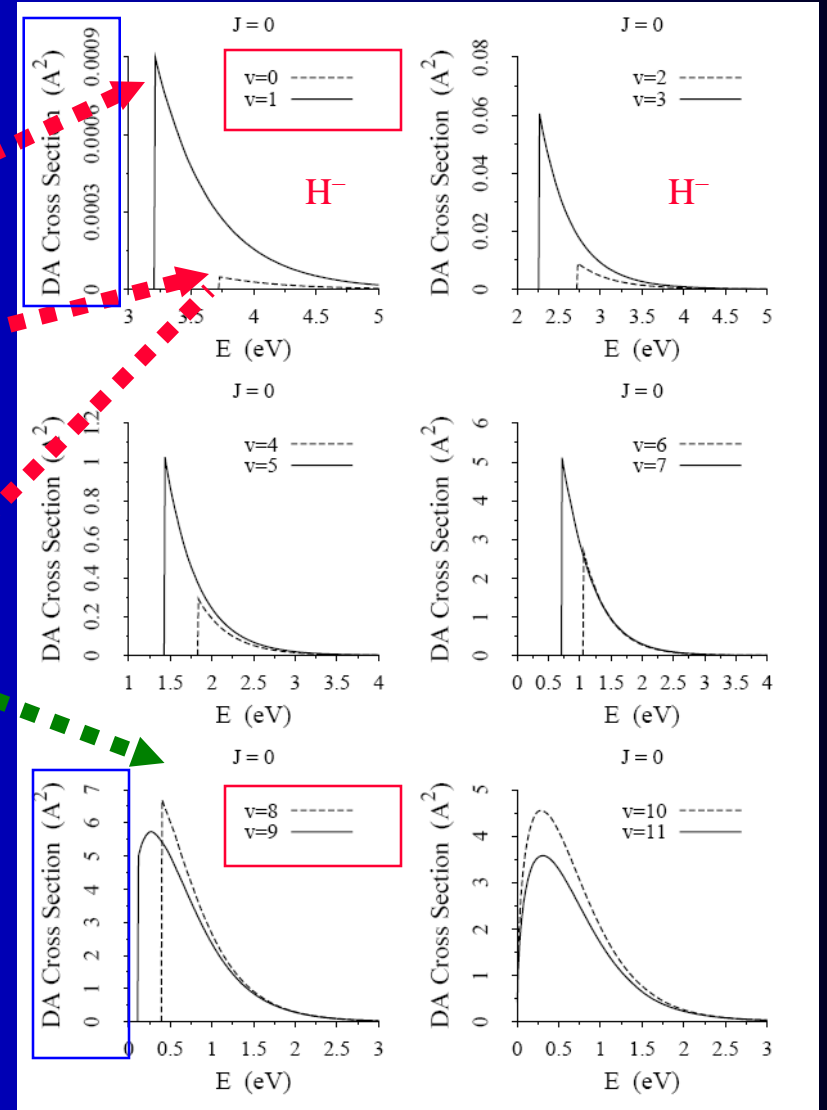 J = 0
DA Cross Section (A²)
0.0009
0.0006
0.0003
0
v=0
v=1
H⁻
3 3.5 4 4.5 5
E (eV)
J = 0
DA Cross Section (A²)
0.08
0.06
0.04
0.02
0
v=2
v=3
H⁻
2 2.5 3 3.5 4 4.5 5
E (eV)
J = 0
DA Cross Section (A²)
1.2
1
0.8
0.6
0.4
0.2
0
v=4
v=5
1 1.5 2 2.5 3 3.5 4
E (eV)
J = 0
DA Cross Section (A²)
6
5
4
3
2
1
0
v=6
v=7
0 0.5 1 1.5 2 2.5 3 3.5 4
E (eV)
J = 0
DA Cross Section (A²)
7
6
5
4
3
2
1
0
v=8
v=9
0 0.5 1 1.5 2 2.5 3
E (eV)
J = 0
DA Cross Section (A²)
5
4
3
2
1
0
v=10
v=11
0 0.5 1 1.5 2 2.5 3
E (eV)